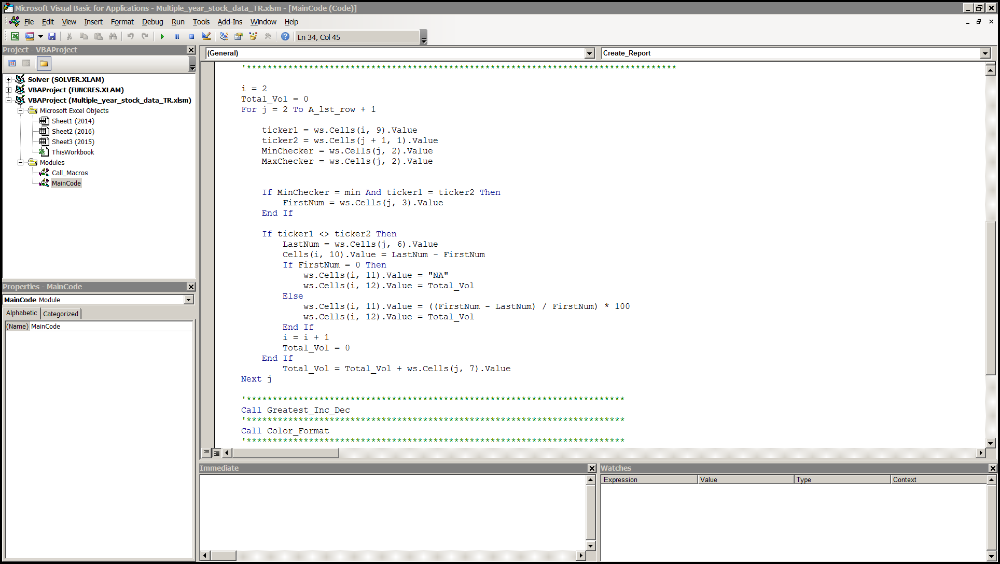 Microsoft Visual Basic for Applications - Multiple_year_stock_data_TR.xlsm - [MainCode (Code)]
File Edit View Insert Format Debug Run Tools Add-Ins Window Help
Ln 34, Col 45
Project - VBAProject
Solver (SOLVER.XLAM)
VBAProject (FUNCRES.XLAM)
VBAProject (Multiple_year_stock_data_TR.xlsm)
Microsoft Excel Objects
Sheet1 (2014)
Sheet2 (2016)
Sheet3 (2015)
ThisWorkbook
Modules
Call_Macros
MainCode
Properties - MainCode
MainCode Module
Alphabetic Categorized
(Name) MainCode
(General) Create_Report
'***********************************************************************************
i = 2
Total_Vol = 0
For j = 2 To A_lst_row + 1
ticker1 = ws.Cells(i, 9).Value
ticker2 = ws.Cells(j + 1, 1).Value
MinChecker = ws.Cells(j, 2).Value
MaxChecker = ws.Cells(j, 2).Value
If MinChecker = min And ticker1 = ticker2 Then
FirstNum = ws.Cells(j, 3).Value
End If
If ticker1 <> ticker2 Then
LastNum = ws.Cells(j, 6).Value
Cells(i, 10).Value = LastNum - FirstNum
If FirstNum = 0 Then
ws.Cells(i, 11).Value = "NA"
ws.Cells(i, 12).Value = Total_Vol
Else
ws.Cells(i, 11).Value = ((FirstNum - LastNum) / FirstNum) * 100
ws.Cells(i, 12).Value = Total_Vol
End If
i = i + 1
Total_Vol = 0
End If
Total_Vol = Total_Vol + ws.Cells(j, 7).Value
Next j
'*************************************************************************
Call Greatest_Inc_Dec
'*************************************************************************
Call Color_Format
'*************************************************************************
Immediate
Watches
Expression Value Type Context